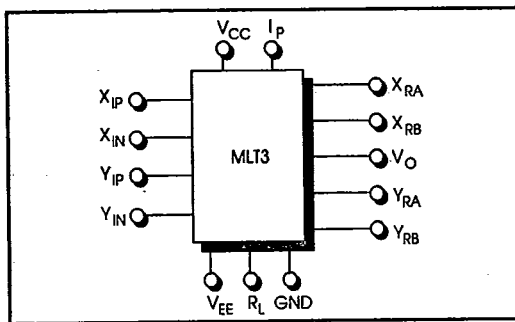 VCC IP
XIP XRA
XIN XRB
MLT3 VO
YIP YRA
YIN YRB
VEE RL GND